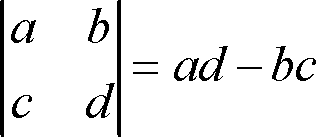 |a b|
|c d| = ad − bc